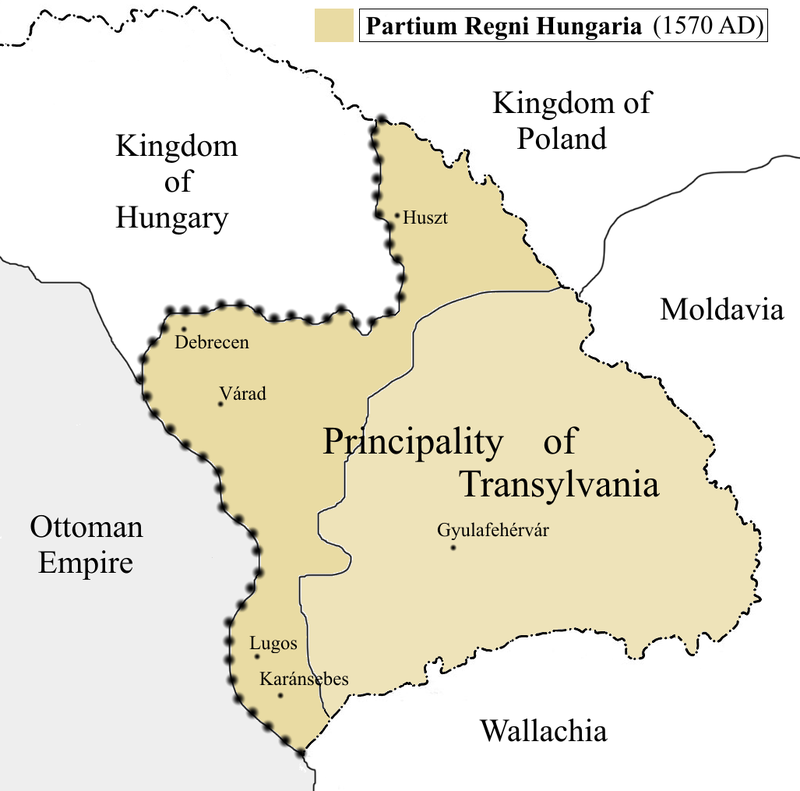 Partium Regni Hungaria (1570 AD)
Kingdom of
Poland
Kingdom
of
Hungary
Huszt
Moldavia
Debrecen
Várad
Principality of
Transylvania
Gyulafehérvár
Ottoman
Empire
Lugos
Karánsebes
Wallachia